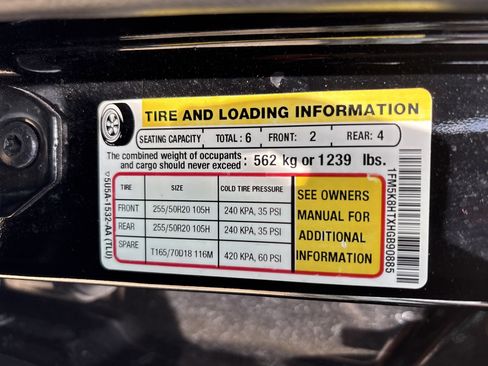 TIRE AND LOADING INFORMATION
SEATING CAPACITY TOTAL: 6 FRONT: 2 REAR: 4
The combined weight of occupants
and cargo should never exceed: 562 kg or 1239 lbs.
TIRE SIZE COLD TIRE PRESSURE
FRONT 255/50R20 105H 240 KPA, 35 PSI
REAR 255/50R20 105H 240 KPA, 35 PSI
SPARE T165/70D18 116M 420 KPA, 60 PSI
SEE OWNERS
MANUAL FOR
ADDITIONAL
INFORMATION
5U5A-1532-AA (TLU)
1FM5K8HTXHGB90885